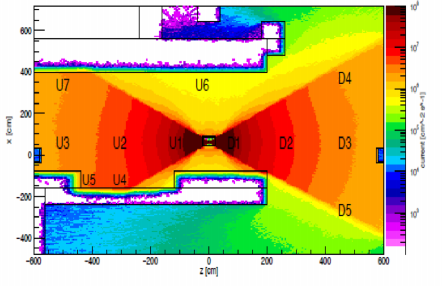 600
400
200
0
−200
−400
x [cm]
U7
U6
D4
U3
U2
U1
D1
D2
D3
U5
U4
D5
−600
−400
−200
0
200
400
600
z [cm]
current [cm^-2 s^-1]